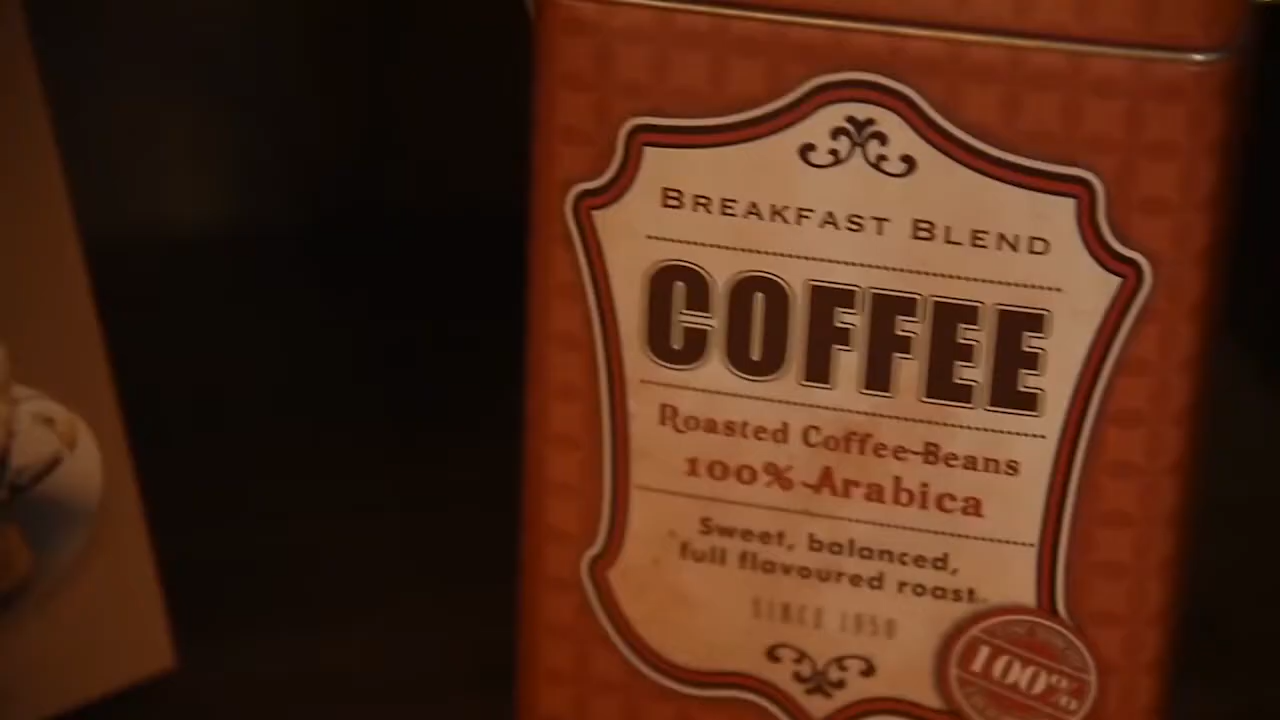 BREAKFAST BLEND
COFFEE
Roasted Coffee Beans
100% Arabica
Sweet, balanced,
full flavoured roast
SINCE 1950
100%